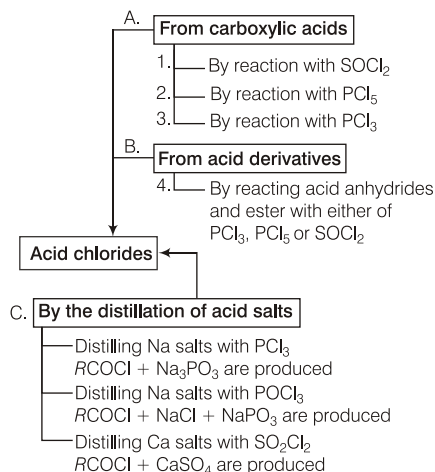 A. From carboxylic acids
1. By reaction with SOCl₂
2. By reaction with PCl₅
3. By reaction with PCl₃
B. From acid derivatives
4. By reacting acid anhydrides
and ester with either of
PCl₃, PCl₅ or SOCl₂
Acid chlorides
C. By the distillation of acid salts
Distilling Na salts with PCl₃
RCOCl + Na₃PO₃ are produced
Distilling Na salts with POCl₃
RCOCl + NaCl + NaPO₃ are produced
Distilling Ca salts with SO₂Cl₂
RCOCl + CaSO₄ are produced